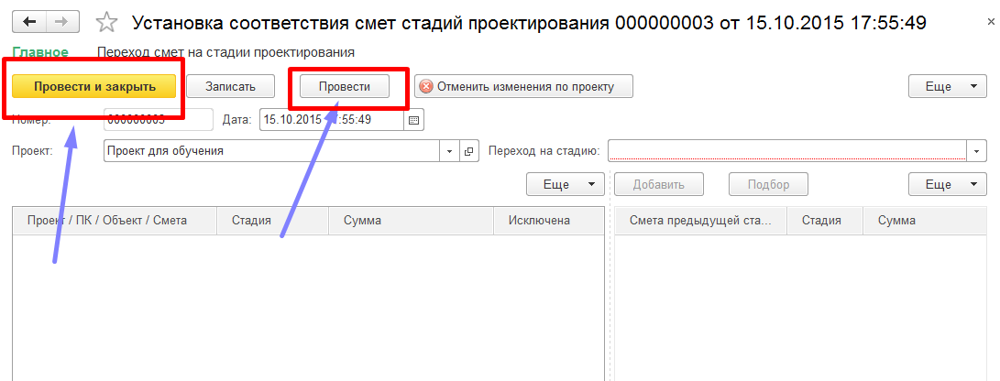 Установка соответствия смет стадий проектирования 000000003 от 15.10.2015 17:55:49
Главное Переход смет на стадии проектирования
Провести и закрыть Записать Провести Отменить изменения по проекту Еще
Номер: 000000003 Дата: 15.10.2015 17:55:49
Проект: Проект для обучения Переход на стадию:
Еще Добавить Подбор Еще
Проект / ПК / Объект / Смета Стадия Сумма Исключена Смета предыдущей ста... Стадия Сумма